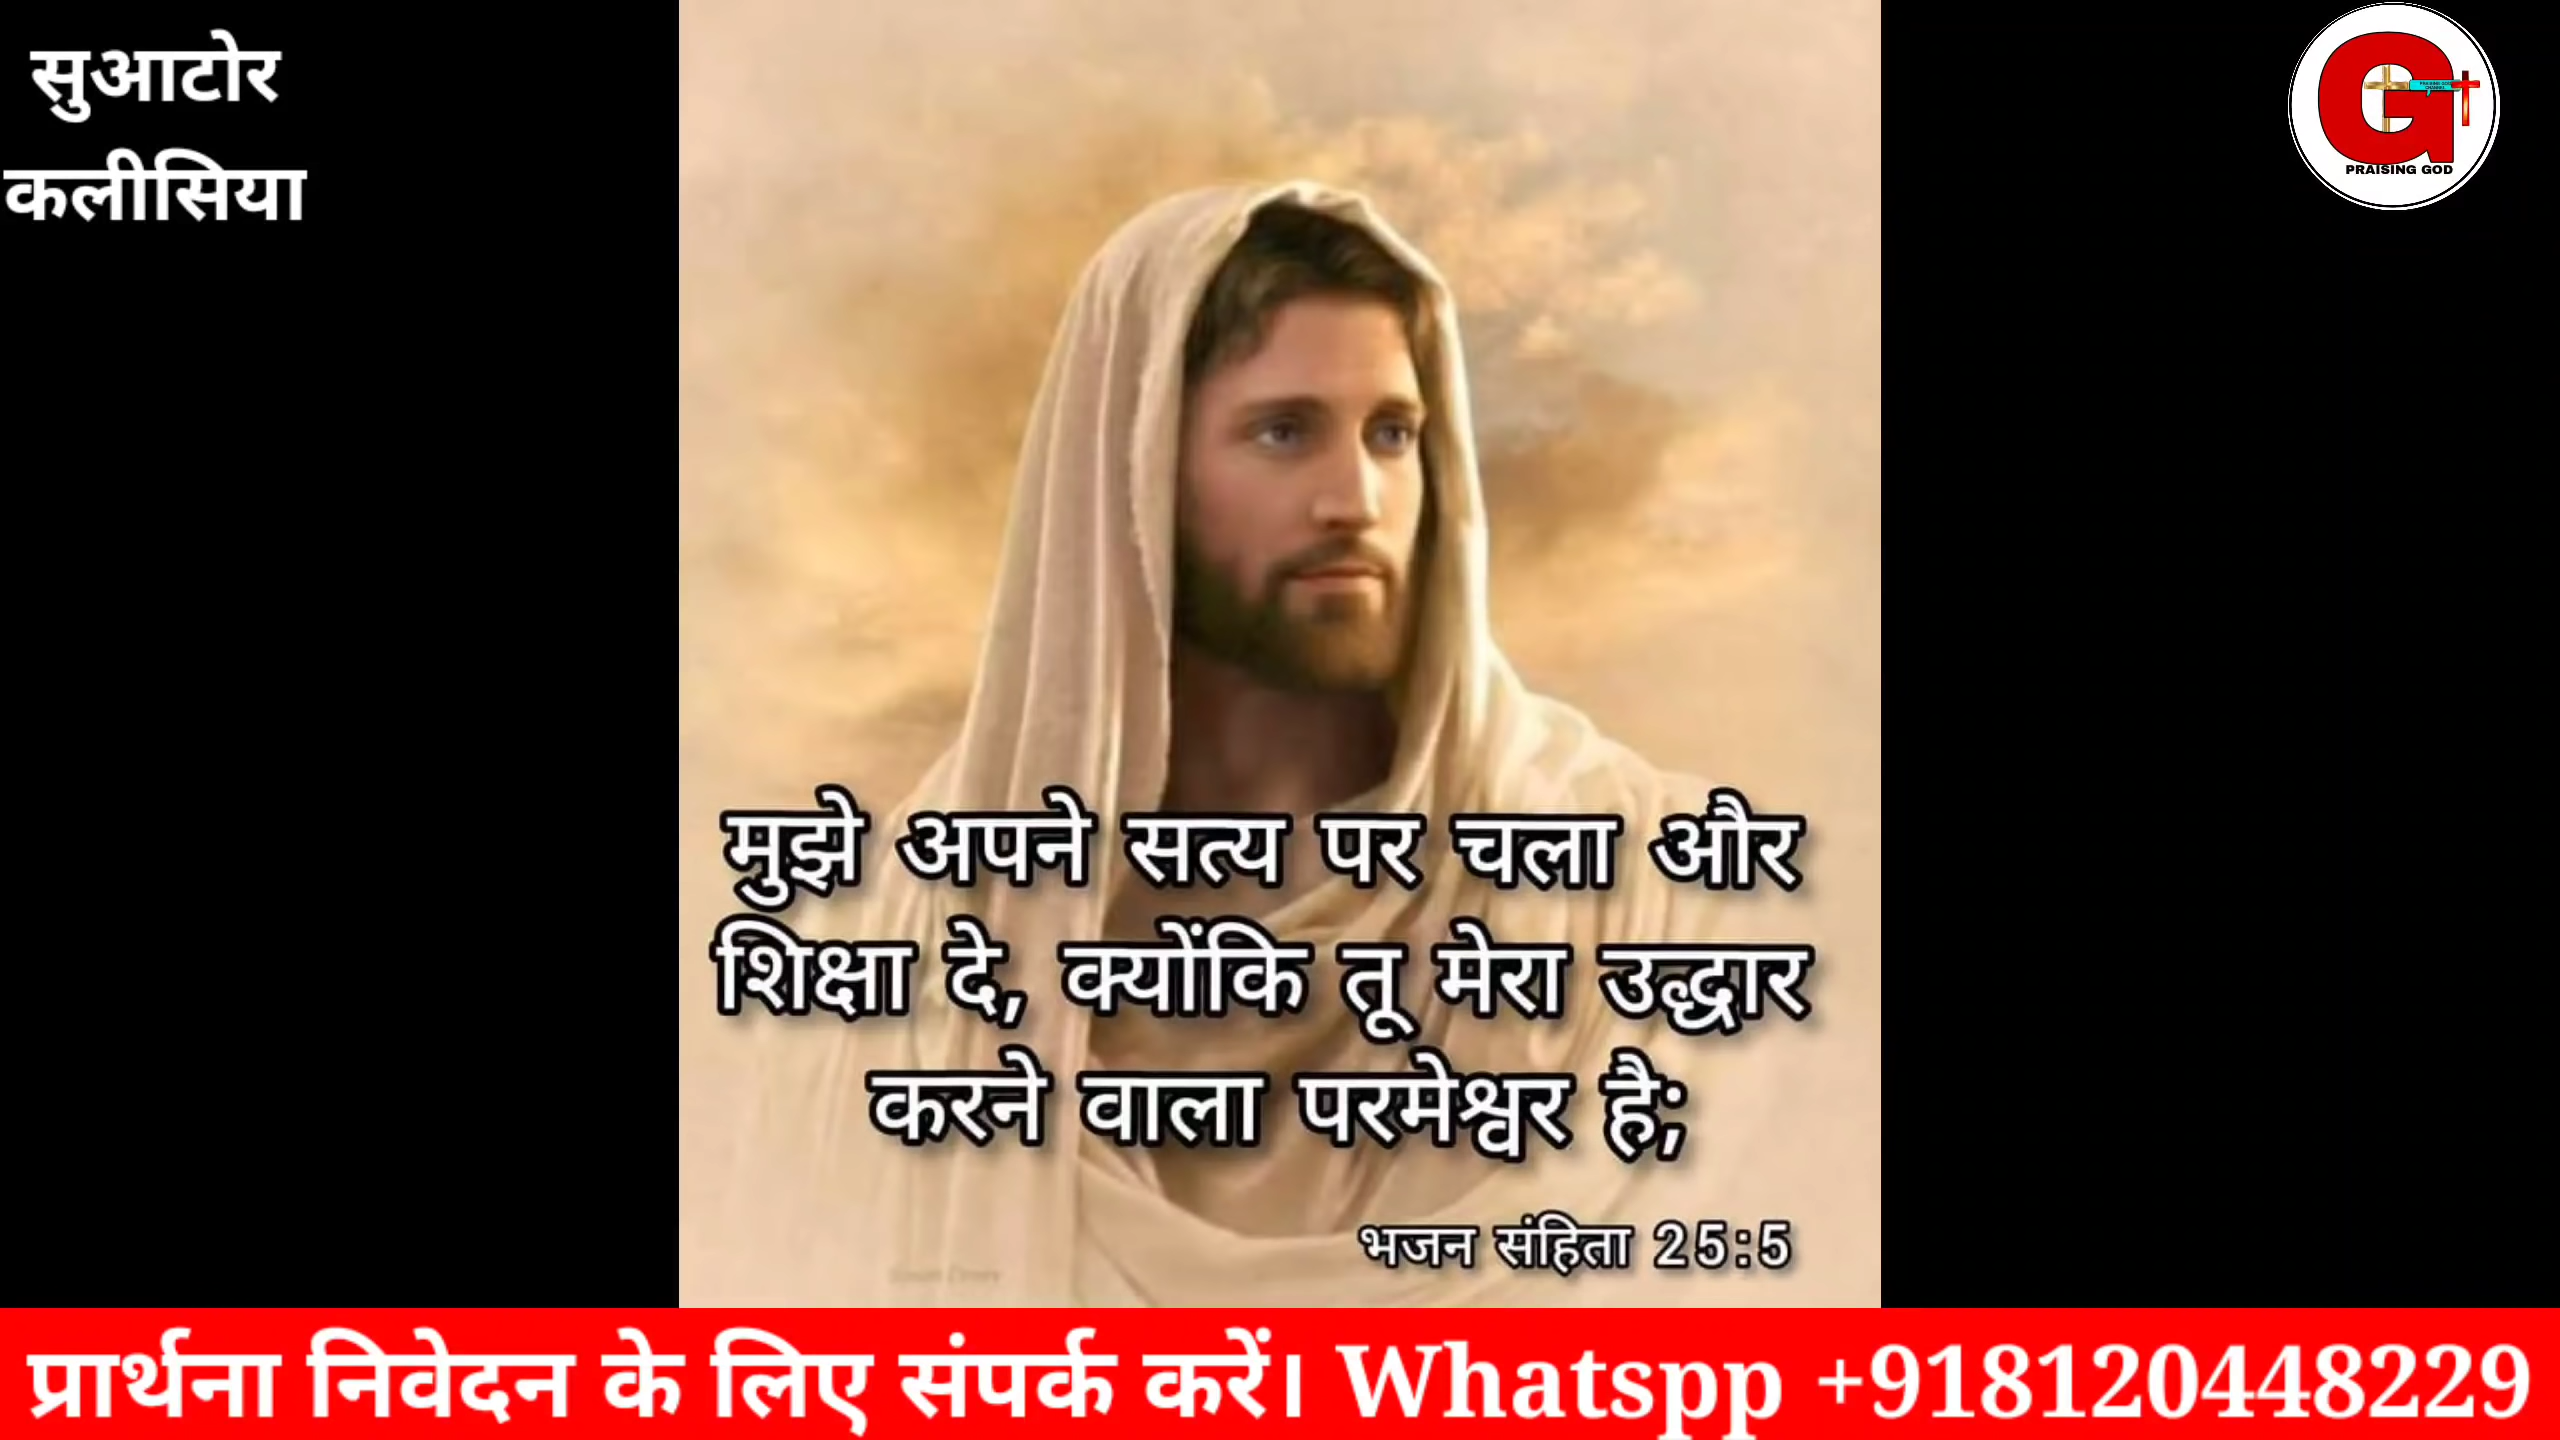 सुआटोर
कलीसिया
PRAISING GOD
मुझे अपने सत्य पर चला और
शिक्षा दे, क्योंकि तू मेरा उद्धार
करने वाला परमेश्वर है;
भजन संहिता 25:5
प्रार्थना निवेदन के लिए संपर्क करें। Whatspp +918120448229